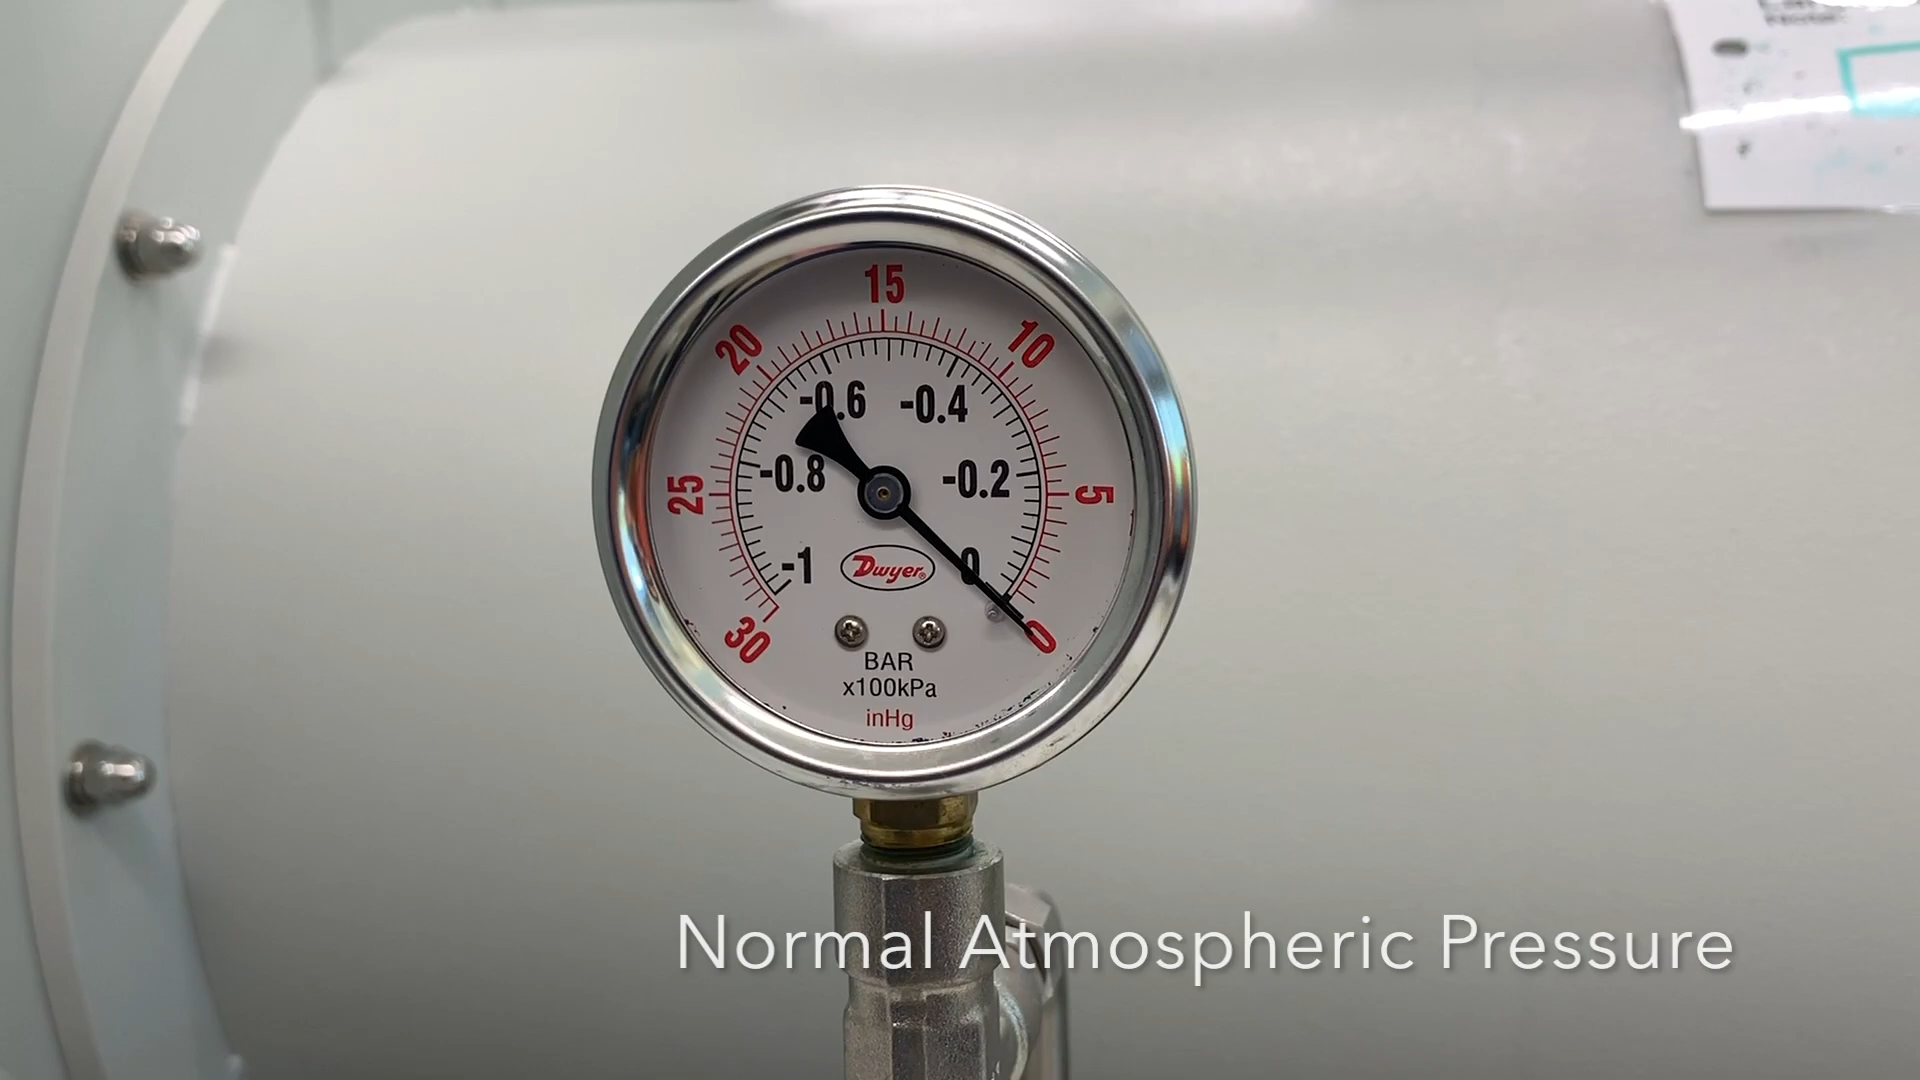 15
20
10
-0.6 -0.4
-0.8 -0.2
25
5
-1
Dwyer®
0
30
0
BAR
x100kPa
inHg
Normal Atmospheric Pressure